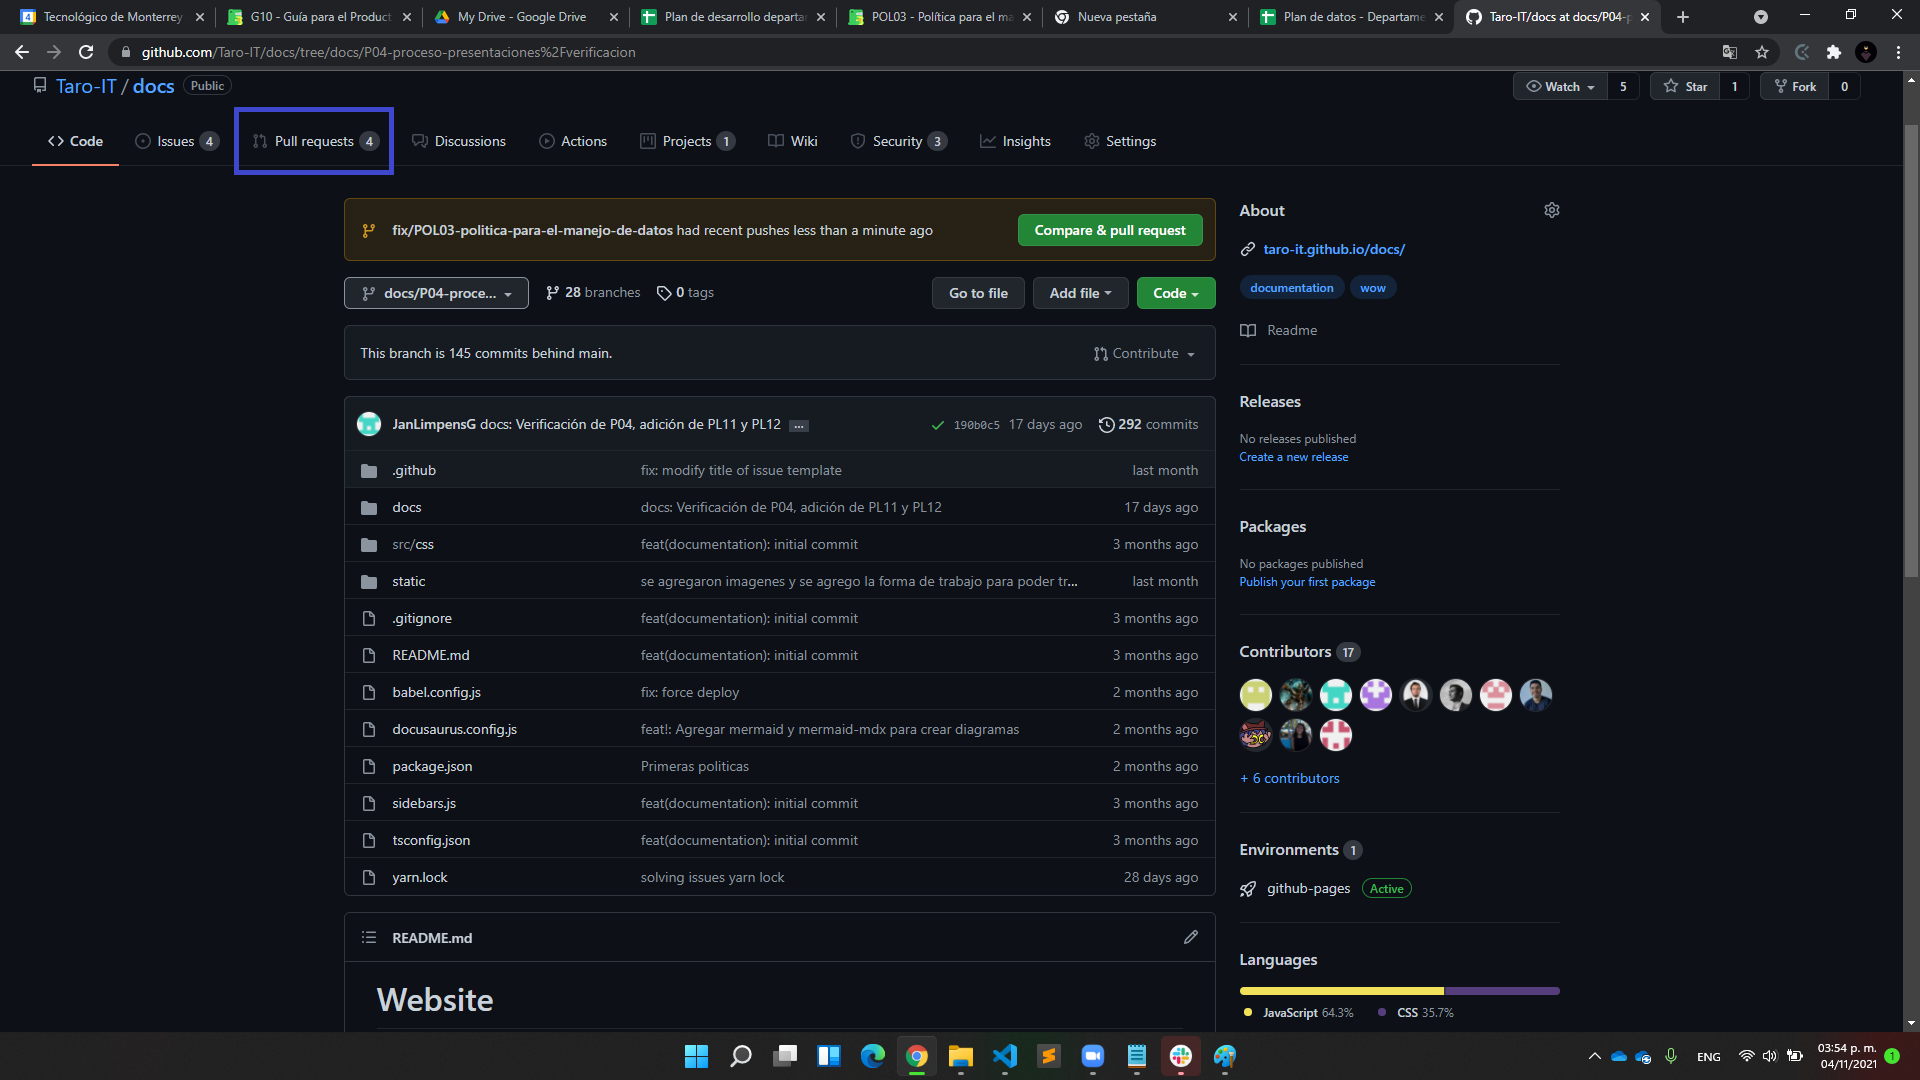 Tecnológico de Monterrey
G10 - Guía para el Product
My Drive - Google Drive
Plan de desarrollo departam
POL03 - Política para el ma
Nueva pestaña
Plan de datos - Departame
Taro-IT/docs at docs/P04-p
github.com/Taro-IT/docs/tree/docs/P04-proceso-presentaciones%2Fverificacion
Taro-IT / docs Public
Watch 5 Star 1 Fork 0
Code
Issues 4
Pull requests 4
Discussions
Actions
Projects 1
Wiki
Security 3
Insights
Settings
fix/POL03-politica-para-el-manejo-de-datos had recent pushes less than a minute ago
Compare & pull request
docs/P04-proce...
28 branches
0 tags
Go to file
Add file
Code
This branch is 145 commits behind main.
Contribute
JanLimpensG docs: Verificación de P04, adición de PL11 y PL12 ...
190b0c5 17 days ago
292 commits
.github fix: modify title of issue template last month
docs docs: Verificación de P04, adición de PL11 y PL12 17 days ago
src/css feat(documentation): initial commit 3 months ago
static se agregaron imagenes y se agrego la forma de trabajo para poder tr... last month
.gitignore feat(documentation): initial commit 3 months ago
README.md feat(documentation): initial commit 3 months ago
babel.config.js fix: force deploy 2 months ago
docusaurus.config.js feat!: Agregar mermaid y mermaid-mdx para crear diagramas 2 months ago
package.json Primeras politicas 2 months ago
sidebars.js feat(documentation): initial commit 3 months ago
tsconfig.json feat(documentation): initial commit 3 months ago
yarn.lock solving issues yarn lock 28 days ago
README.md
Website
About
taro-it.github.io/docs/
documentation wow
Readme
Releases
No releases published
Create a new release
Packages
No packages published
Publish your first package
Contributors 17
+ 6 contributors
Environments 1
github-pages Active
Languages
JavaScript 64.3% CSS 35.7%
ENG
03:54 p. m.
04/11/2021
1